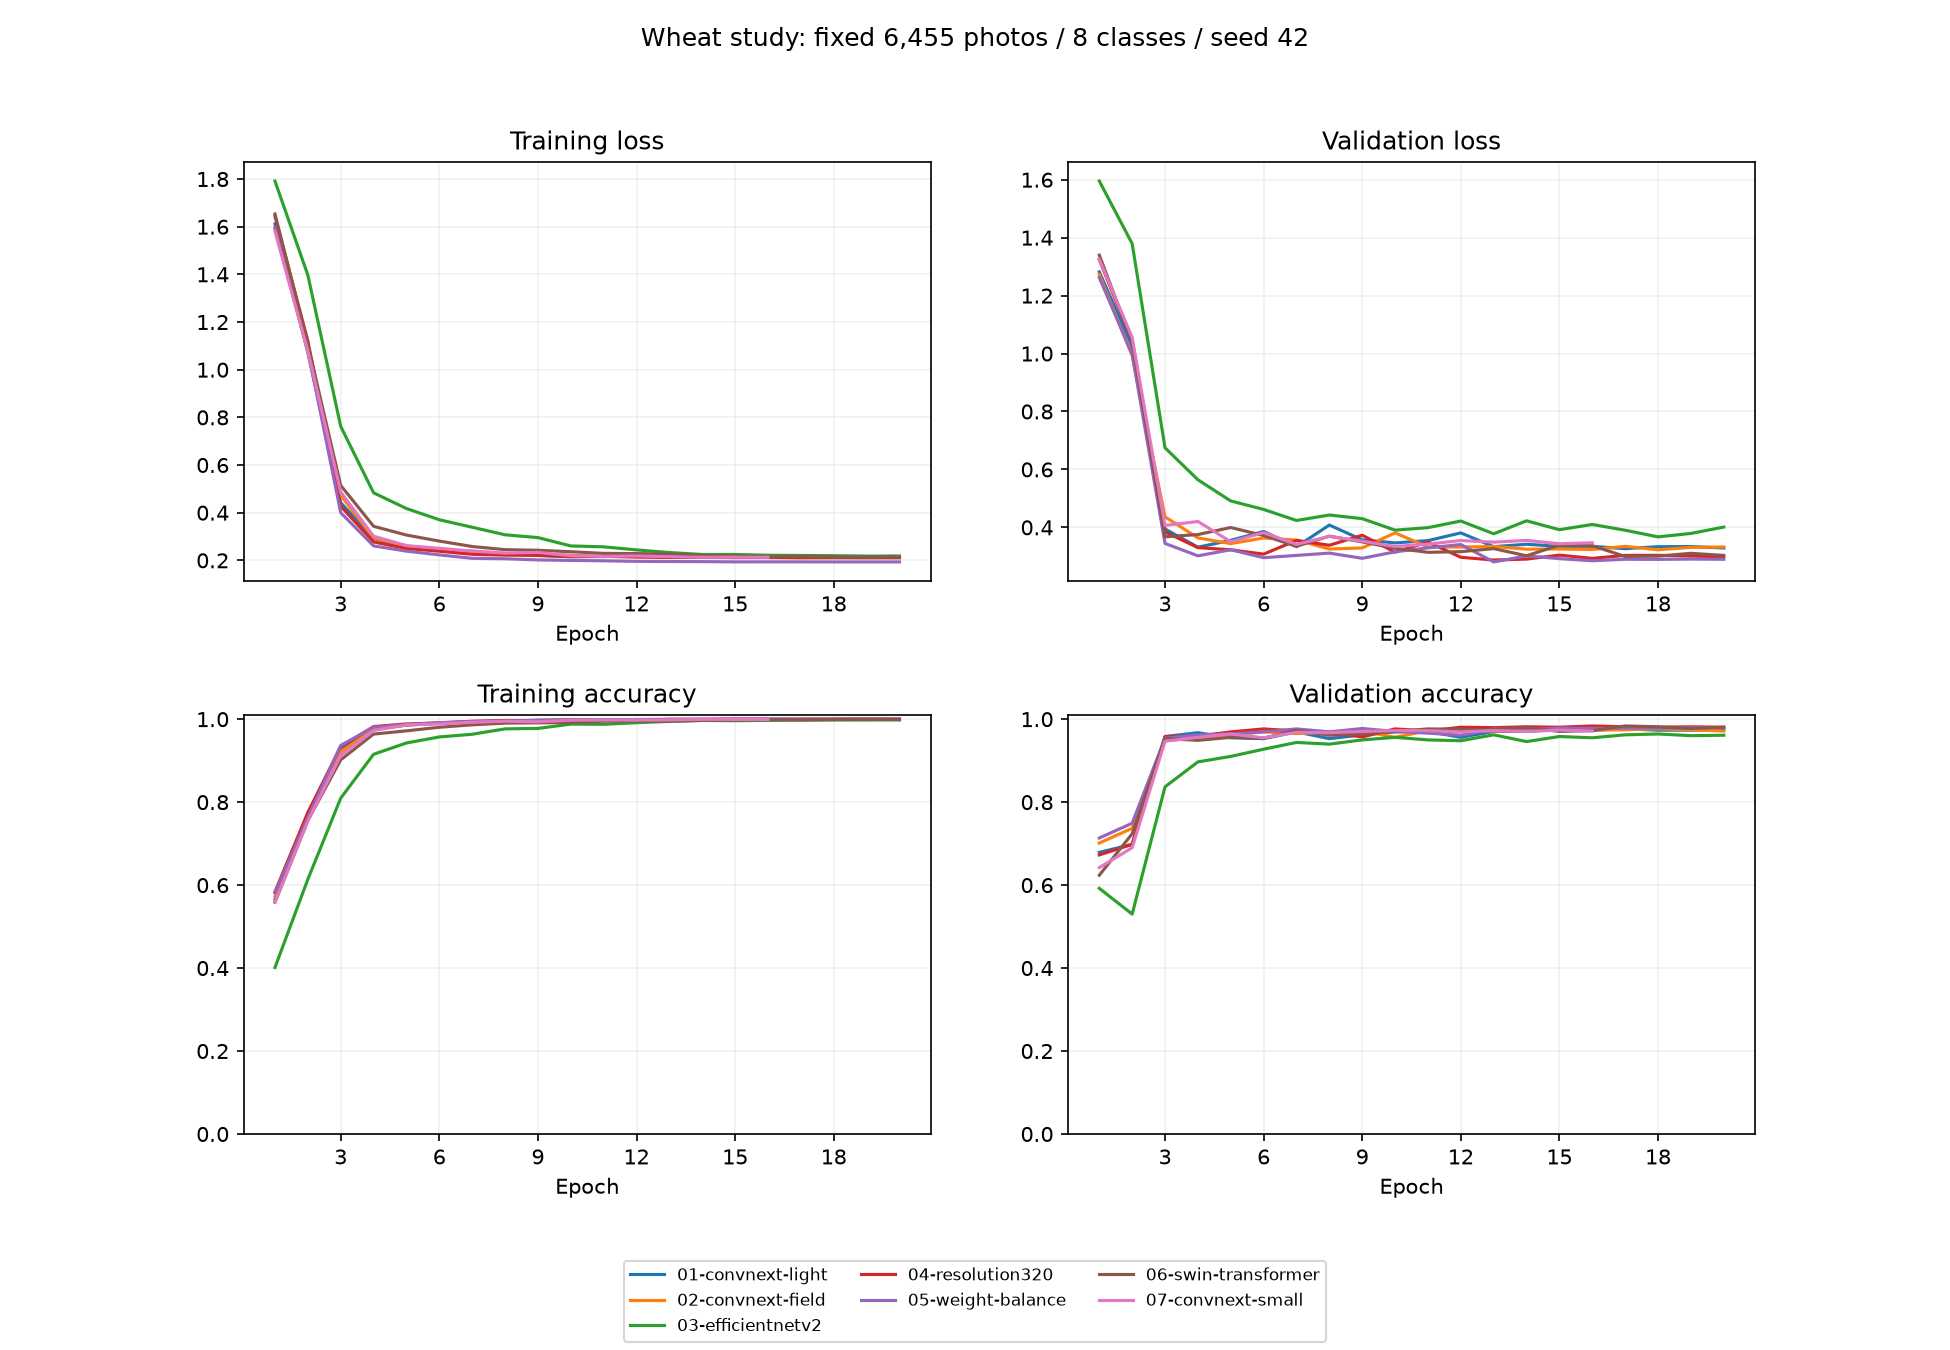 Wheat study: fixed 6,455 photos / 8 classes / seed 42
Training loss
1.8
1.6
1.4
1.2
1.0
0.8
0.6
0.4
0.2
3 6 9 12 15 18
Epoch
Validation loss
1.6
1.4
1.2
1.0
0.8
0.6
0.4
3 6 9 12 15 18
Epoch
Training accuracy
1.0
0.8
0.6
0.4
0.2
0.0
3 6 9 12 15 18
Epoch
Validation accuracy
1.0
0.8
0.6
0.4
0.2
0.0
3 6 9 12 15 18
Epoch
01-convnext-light
02-convnext-field
03-efficientnetv2
04-resolution320
05-weight-balance
06-swin-transformer
07-convnext-small